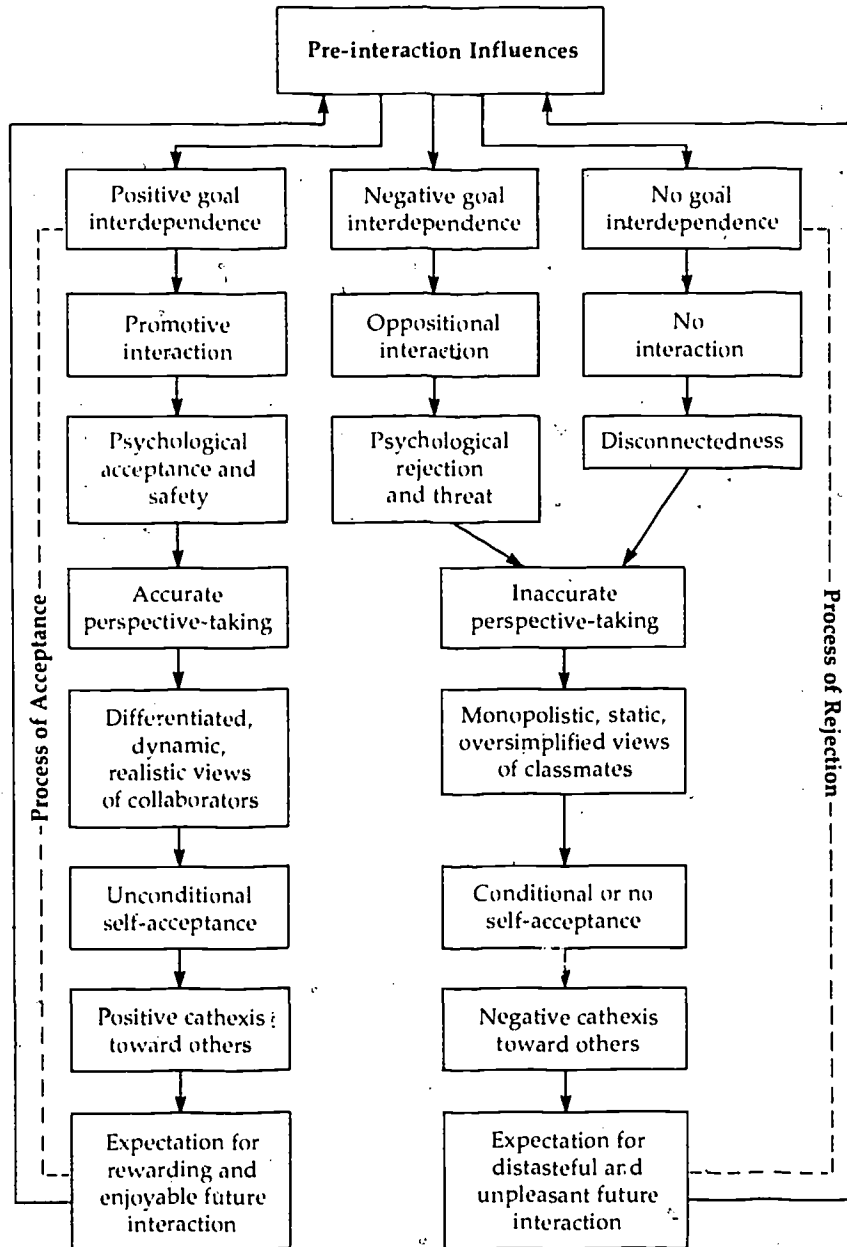 Pre-interaction Influences
Positive goal
interdependence
Negative goal
interdependence
No goal
interdependence
Promotive
interaction
Oppositional
interaction
No
interaction
Psychological
acceptance and
safety
Psychological
rejection
and threat
Disconnectedness
Accurate
perspective-taking
Inaccurate
perspective-taking
Process of Acceptance
Process of Rejection
Differentiated,
dynamic,
realistic views
of collaborators
Monopolistic, static,
oversimplified views
of classmates
Unconditional
self-acceptance
Conditional or no
self-acceptance
Positive cathexis
toward others
Negative cathexis
toward others
Expectation for
rewarding and
enjoyable future
interaction
Expectation for
distasteful and
unpleasant future
interaction